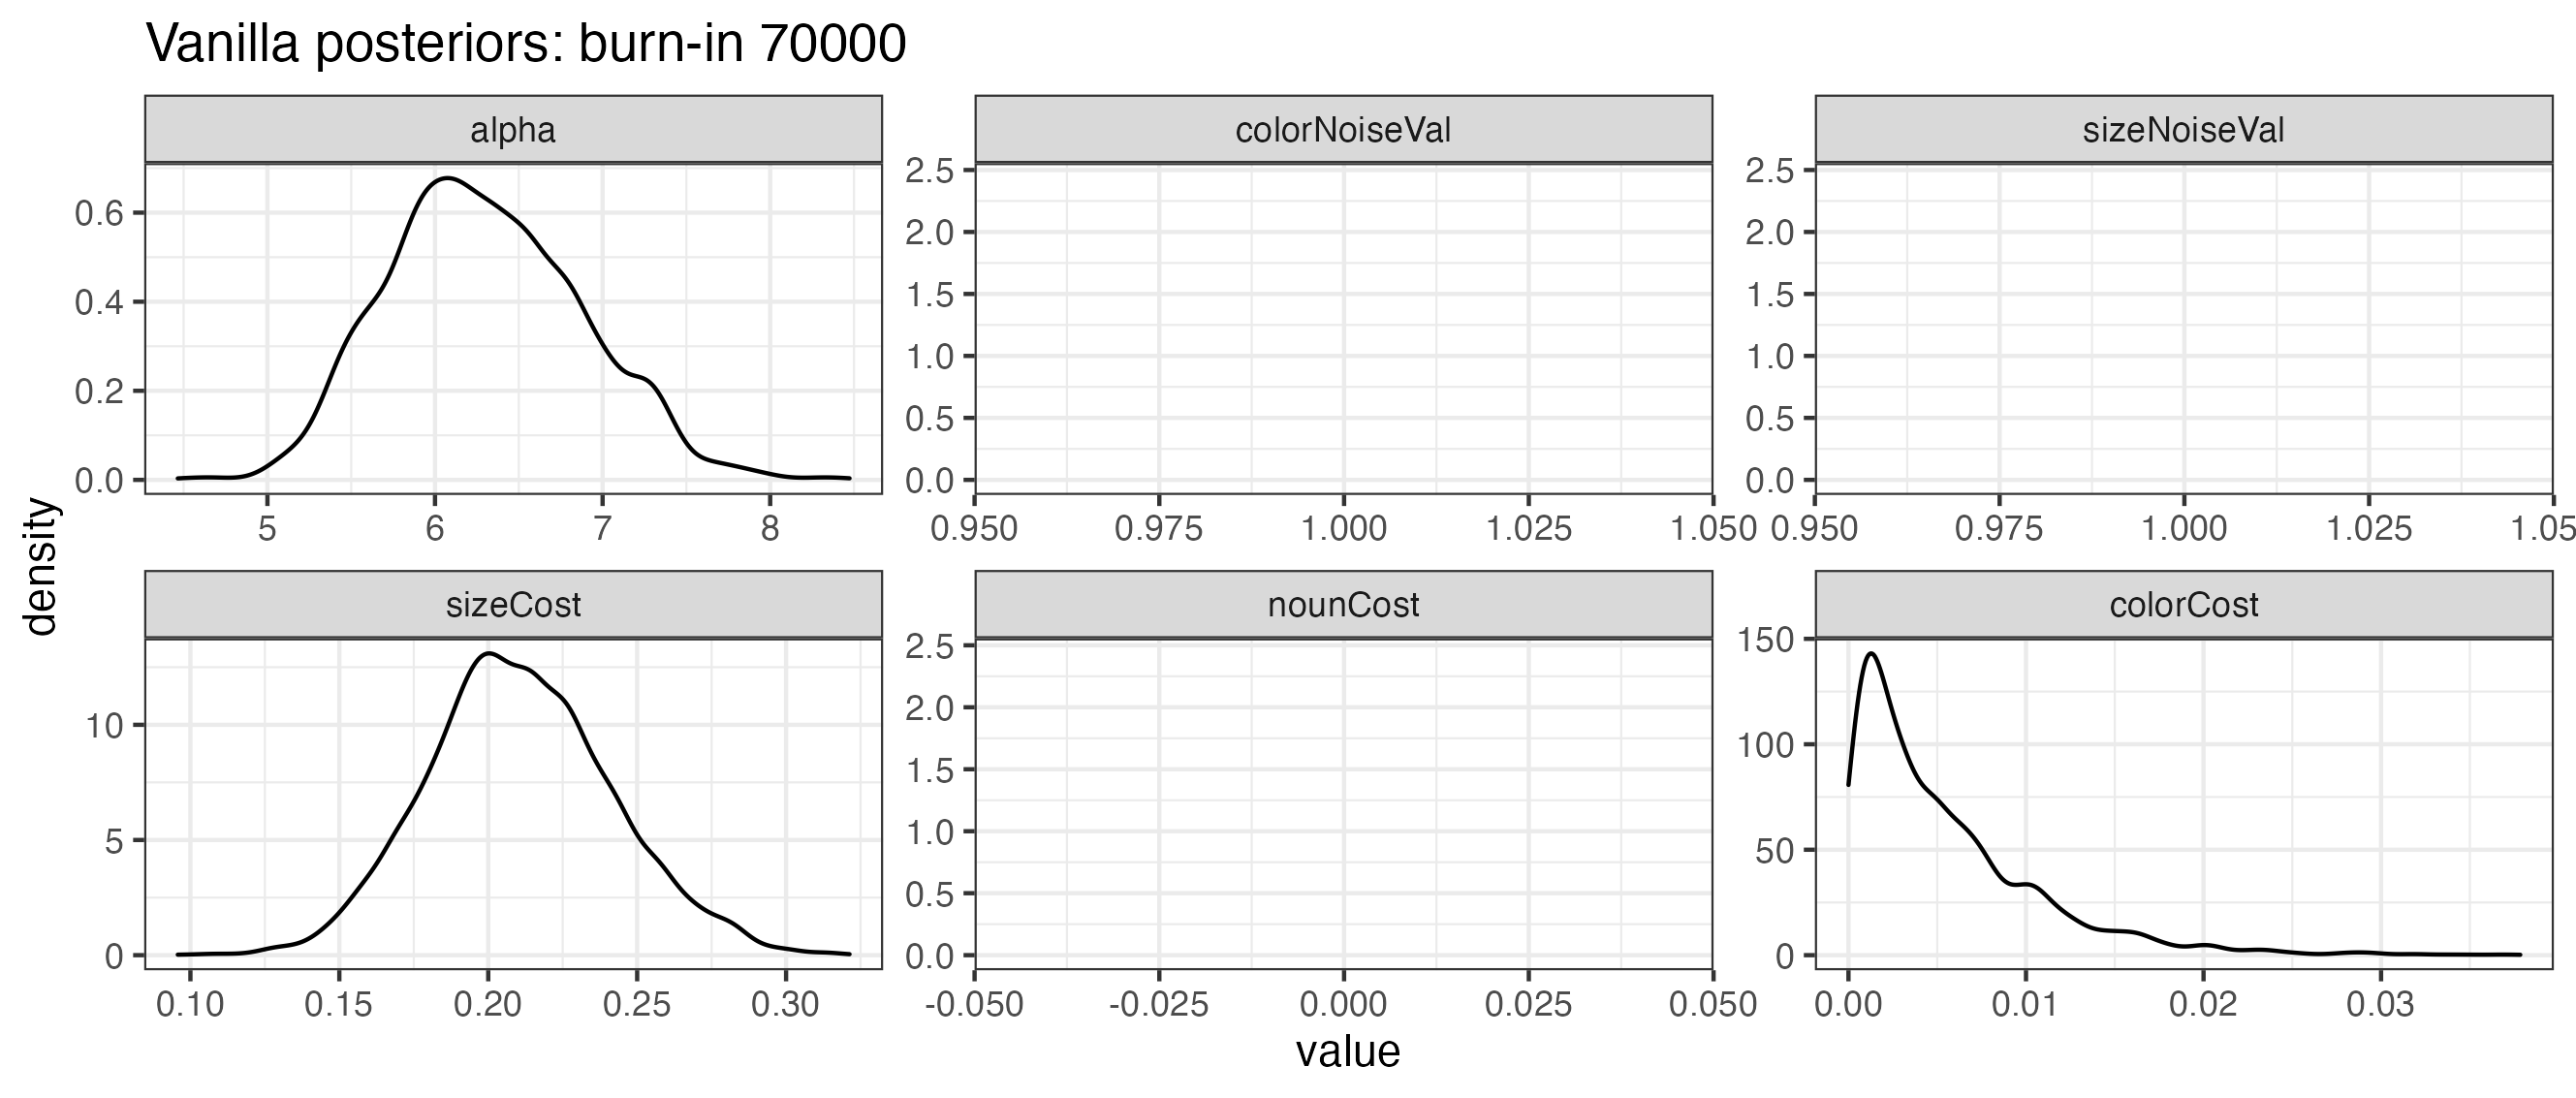 Vanilla posteriors: burn-in 70000
alpha
colorNoiseVal
sizeNoiseVal
0.6
0.4
0.2
0.0
5 6 7 8
2.5
2.0
1.5
1.0
0.5
0.0
0.950 0.975 1.000 1.025 1.050
2.5
2.0
1.5
1.0
0.5
0.0
0.950 0.975 1.000 1.025 1.05
density
sizeCost
nounCost
colorCost
10
5
0
0.10 0.15 0.20 0.25 0.30
2.5
2.0
1.5
1.0
0.5
0.0
-0.050 -0.025 0.000 0.025 0.050
150
100
50
0
0.00 0.01 0.02 0.03
value